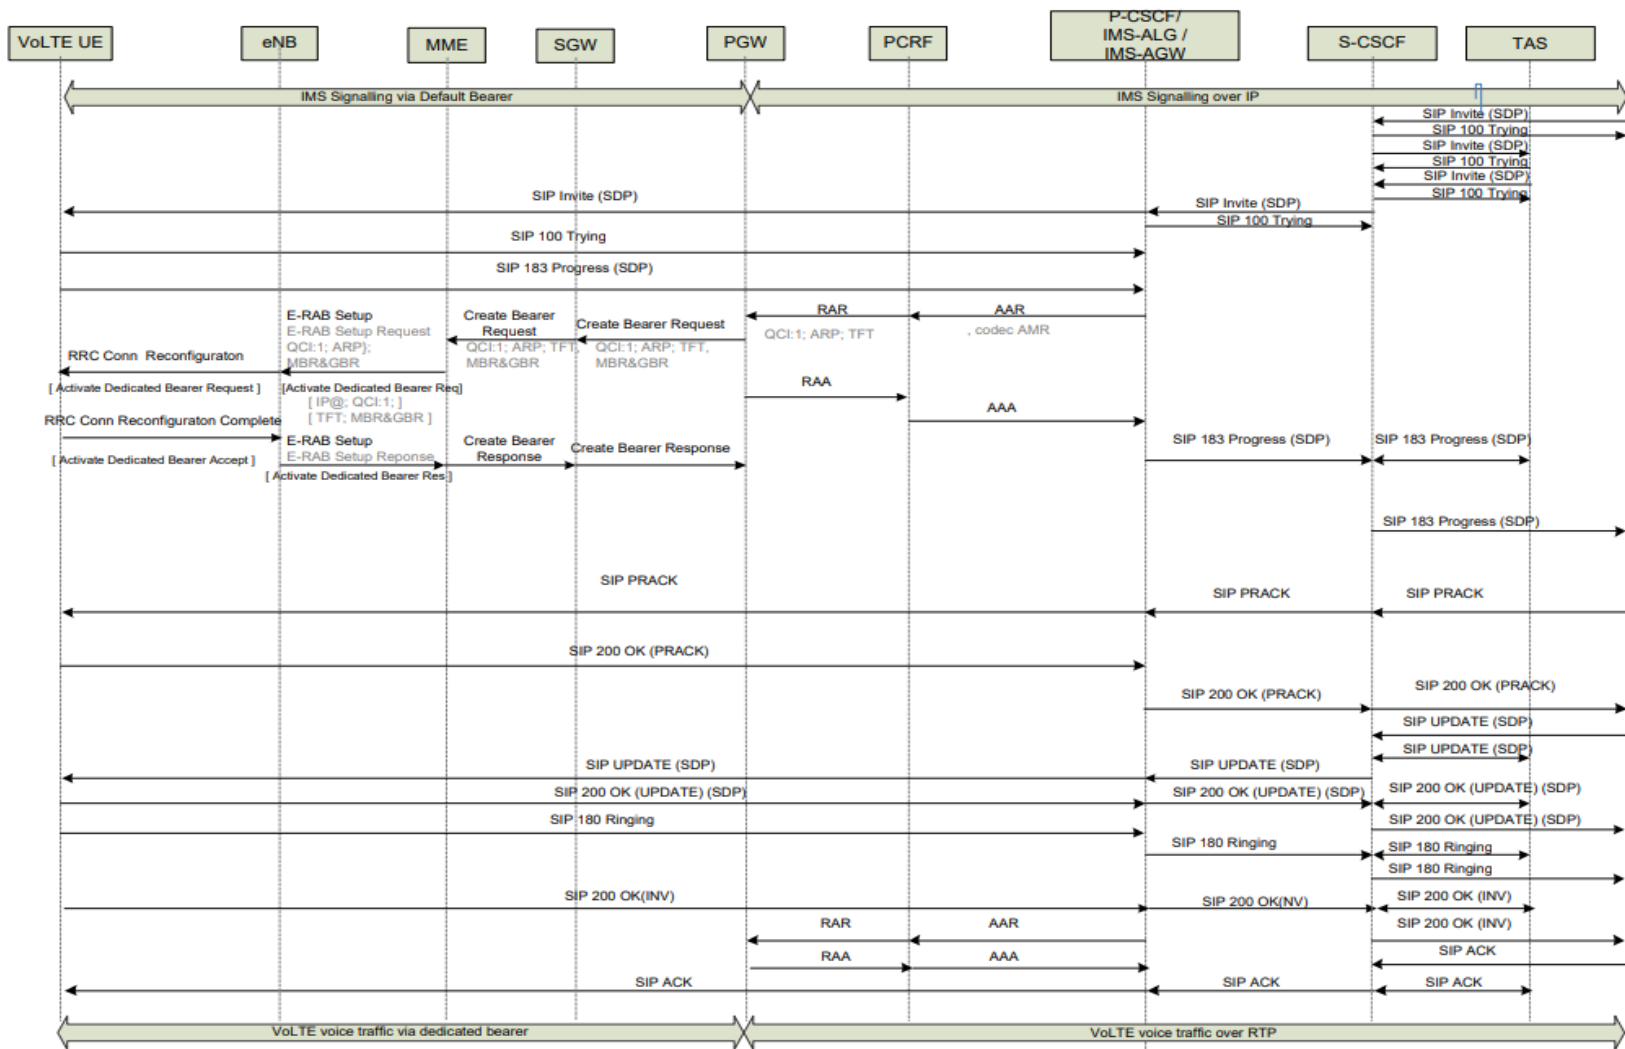 P-CSCF/
IMS-ALG /
IMS-AGW
VoLTE UE
eNB
MME
SGW
PGW
PCRF
S-CSCF
TAS
IMS Signalling via Default Bearer
IMS Signalling over IP
SIP Invite (SDP)
SIP 100 Trying
SIP Invite (SDP)
SIP 100 Trying
SIP Invite (SDP)
SIP 100 Trying
SIP Invite (SDP)
SIP Invite (SDP)
SIP 100 Trying
SIP 100 Trying
SIP 183 Progress (SDP)
E-RAB Setup
E-RAB Setup Request
QCI:1; ARP};
MBR&GBR
Create Bearer
Request
QCI:1; ARP; TFT,
MBR&GBR
Create Bearer Request
QCI:1; ARP; TFT,
MBR&GBR
RAR
QCI:1; ARP; TFT
AAR
, codec AMR
RRC Conn  Reconfiguraton
[ Activate Dedicated Bearer Request ]
[Activate Dedicated Bearer Req]
[ IP@; QCI:1; ]
[ TFT; MBR&GBR ]
RAA
AAA
RRC Conn Reconfiguraton Complete
[ Activate Dedicated Bearer Accept ]
E-RAB Setup
E-RAB Setup Reponse
[ Activate Dedicated Bearer Res ]
Create Bearer
Response
Create Bearer Response
SIP 183 Progress (SDP)
SIP 183 Progress (SDP)
SIP 183 Progress (SDP)
SIP PRACK
SIP PRACK
SIP PRACK
SIP 200 OK (PRACK)
SIP 200 OK (PRACK)
SIP 200 OK (PRACK)
SIP UPDATE (SDP)
SIP UPDATE (SDP)
SIP UPDATE (SDP)
SIP UPDATE (SDP)
SIP 200 OK (UPDATE) (SDP)
SIP 200 OK (UPDATE) (SDP)
SIP 200 OK (UPDATE) (SDP)
SIP 180 Ringing
SIP 200 OK (UPDATE) (SDP)
SIP 180 Ringing
SIP 180 Ringing
SIP 180 Ringing
SIP 200 OK(INV)
SIP 200 OK(NV)
SIP 200 OK (INV)
RAR
AAR
SIP 200 OK (INV)
RAA
AAA
SIP ACK
SIP ACK
SIP ACK
SIP ACK
VoLTE voice traffic via dedicated bearer
VoLTE voice traffic over RTP